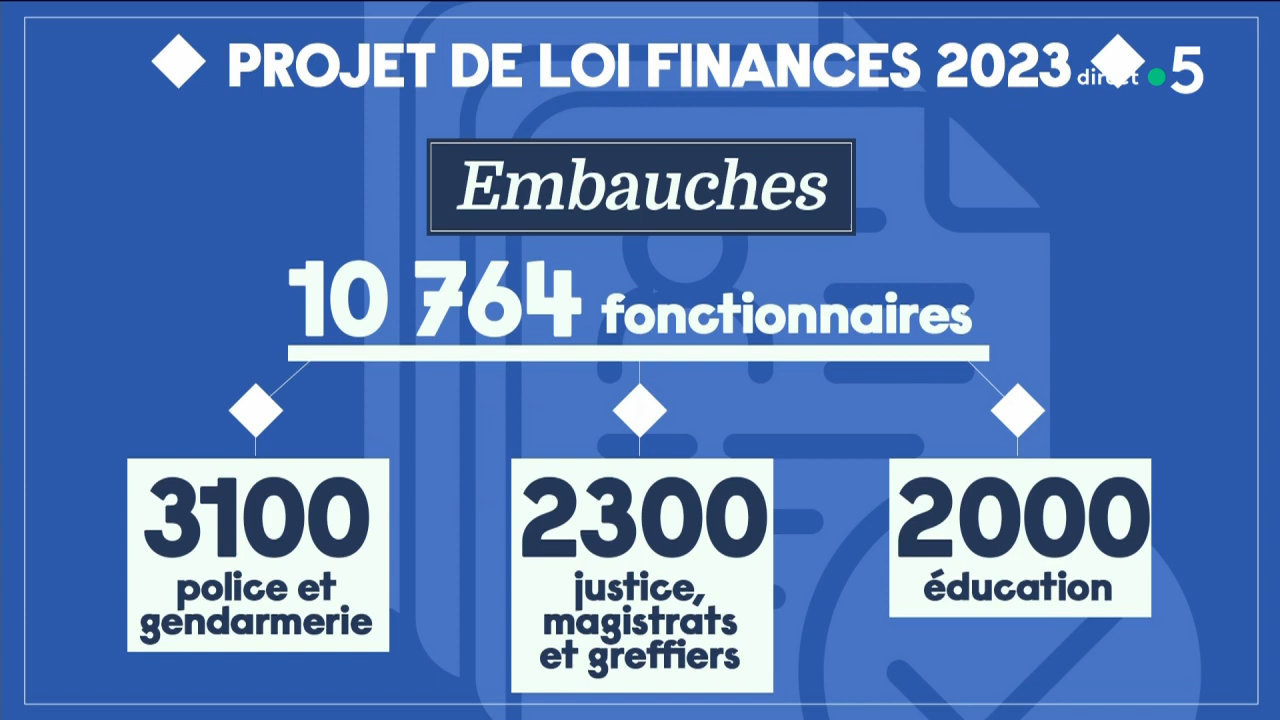 PROJET DE LOI FINANCES 2023
direct 5
Embauches
10 764 fonctionnaires
3100
police et
gendarmerie
2300
justice,
magistrats
et greffiers
2000
éducation